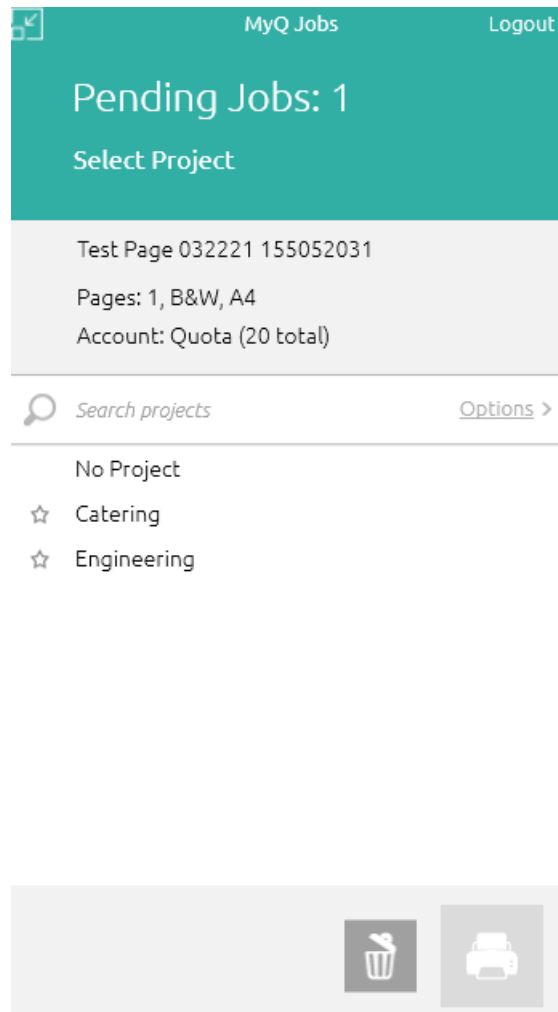 MyQ Jobs Logout
Pending Jobs: 1
Select Project
Test Page 032221 155052031
Pages: 1, B&W, A4
Account: Quota (20 total)
Search projects Options >
No Project
Catering
Engineering